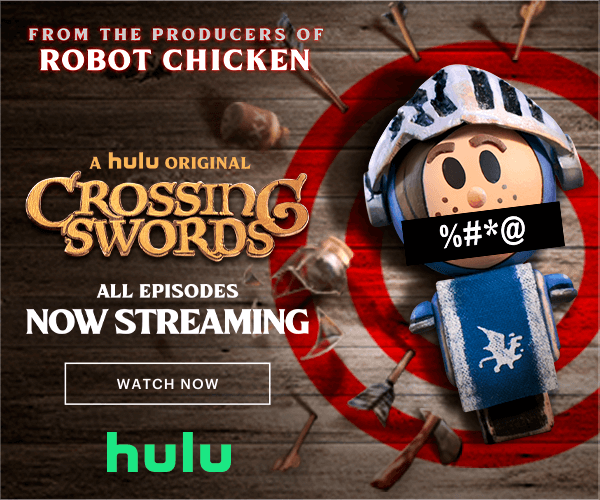 FROM THE PRODUCERS OF
ROBOT CHICKEN
A hulu ORIGINAL
CROSSING
SWORDS
%#*@
ALL EPISODES
NOW STREAMING
WATCH NOW
hulu